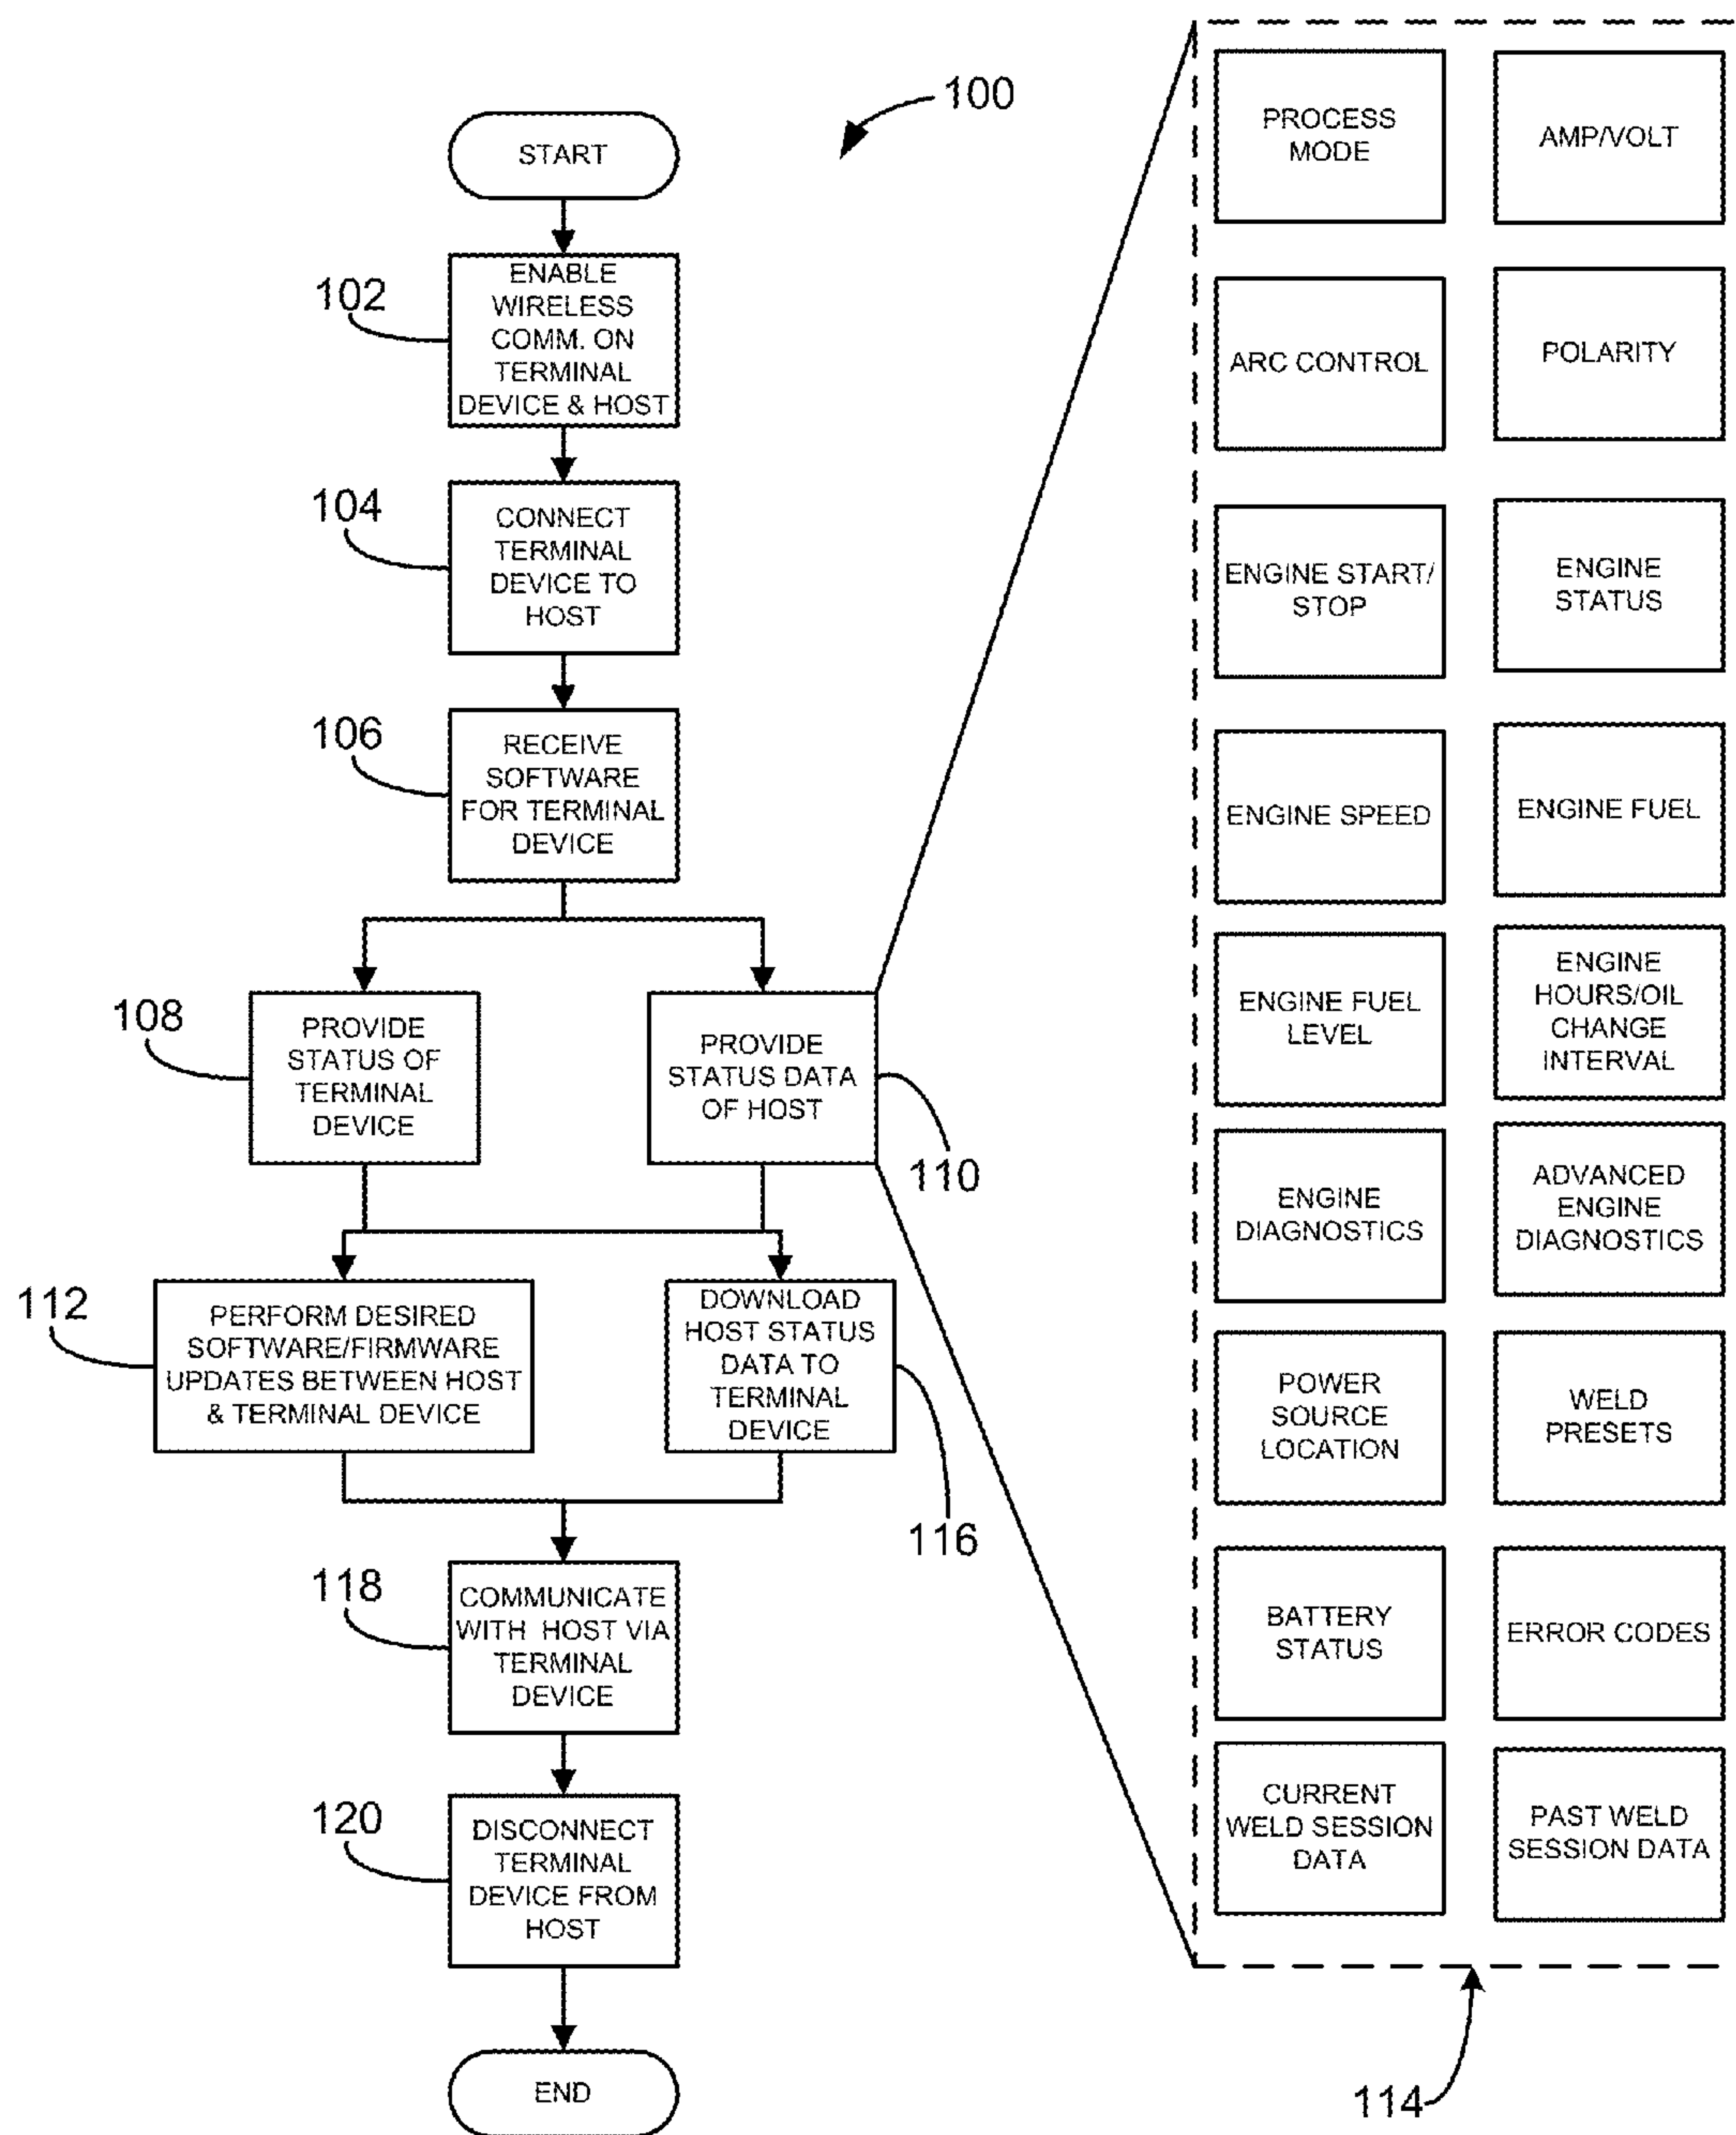 100
START
102
ENABLE
WIRELESS
COMM. ON
TERMINAL
DEVICE & HOST
104
CONNECT
TERMINAL
DEVICE TO
HOST
106
RECEIVE
SOFTWARE
FOR TERMINAL
DEVICE
108
PROVIDE
STATUS OF
TERMINAL
DEVICE
PROVIDE
STATUS DATA
OF HOST
110
112
PERFORM DESIRED
SOFTWARE/FIRMWARE
UPDATES BETWEEN HOST
& TERMINAL DEVICE
DOWNLOAD
HOST STATUS
DATA TO
TERMINAL
DEVICE
116
118
COMMUNICATE
WITH HOST VIA
TERMINAL
DEVICE
120
DISCONNECT
TERMINAL
DEVICE FROM
HOST
END
PROCESS
MODE
AMP/VOLT
ARC CONTROL
POLARITY
ENGINE START/
STOP
ENGINE
STATUS
ENGINE SPEED
ENGINE FUEL
ENGINE FUEL
LEVEL
ENGINE
HOURS/OIL
CHANGE
INTERVAL
ENGINE
DIAGNOSTICS
ADVANCED
ENGINE
DIAGNOSTICS
POWER
SOURCE
LOCATION
WELD
PRESETS
BATTERY
STATUS
ERROR CODES
CURRENT
WELD SESSION
DATA
PAST WELD
SESSION DATA
114